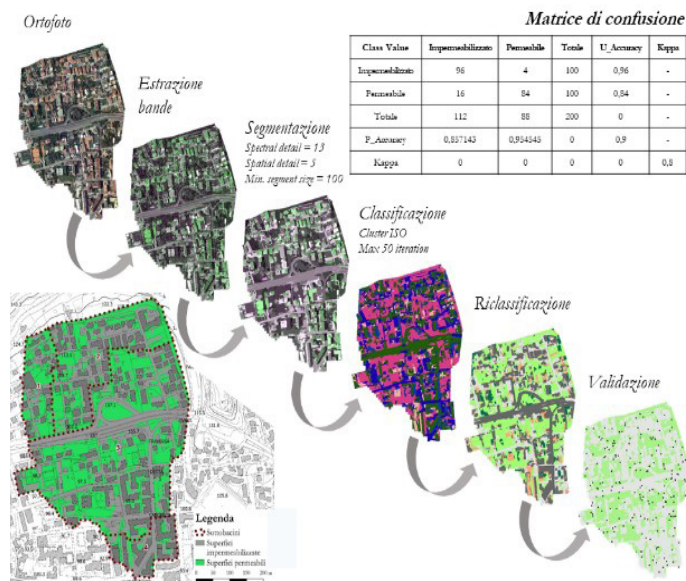 Ortofoto
Estrazione
bande
Segmentazione
Spectral detail = 13
Spatial detail = 5
Min. segment size = 100
Matrice di confusione
Class Value Impermeabilizzato Permeabile Totale U_Accuracy Kappa
Impermeabilizzato 96 4 100 0,96 -
Permeabile 16 84 100 0,84 -
Totale 112 88 200 0 -
P_Accuracy 0,857143 0,954545 0 0,9 -
Kappa 0 0 0 0 0,8
Classificazione
Cluster ISO
Max 50 iteration
Riclassificazione
Validazione
Legenda
Sottobacini
Superfici
impermeabilizzate
Superfici permeabili